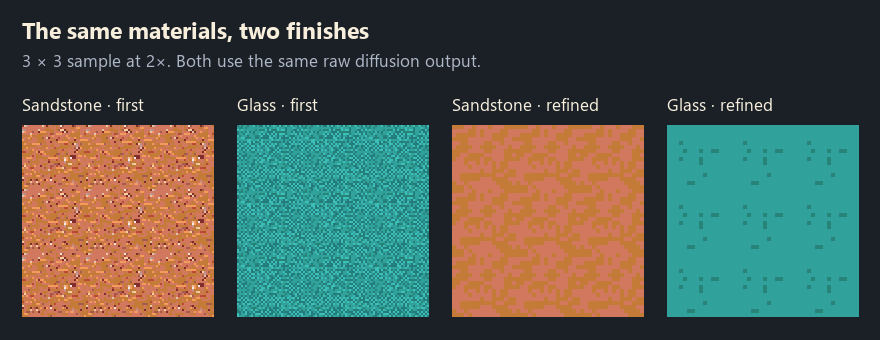 The same materials, two finishes
3 × 3 sample at 2×. Both use the same raw diffusion output.
Sandstone · first
Glass · first
Sandstone · refined
Glass · refined